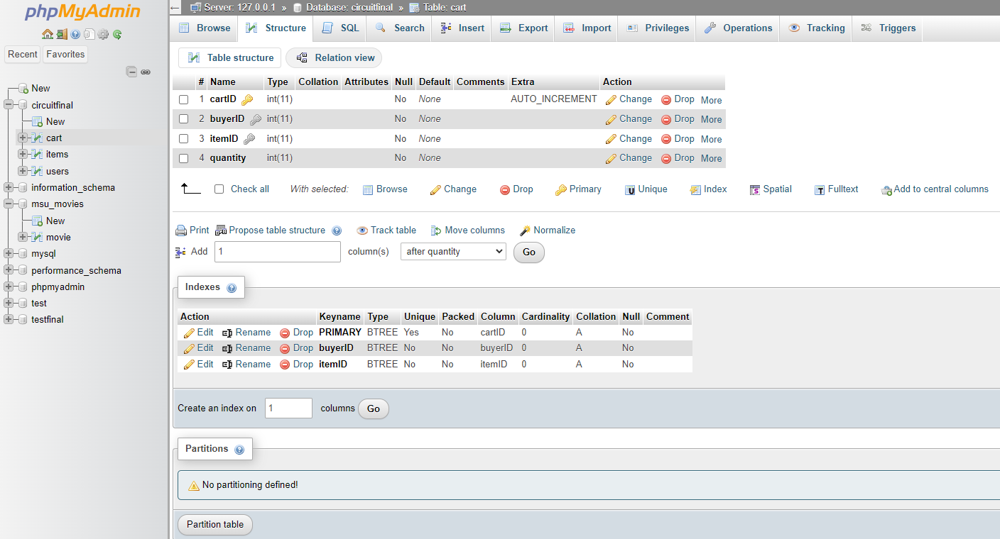 phpMyAdmin
Recent Favorites
New
circuitfinal
New
cart
items
users
information_schema
msu_movies
New
movie
mysql
performance_schema
phpmyadmin
test
testfinal
Server: 127.0.0.1 » Database: circuitfinal » Table: cart
Browse Structure SQL Search Insert Export Import Privileges Operations Tracking Triggers
Table structure Relation view
# Name Type Collation Attributes Null Default Comments Extra Action
1 cartID int(11) No None AUTO_INCREMENT Change Drop More
2 buyerID int(11) No None Change Drop More
3 itemID int(11) No None Change Drop More
4 quantity int(11) No None Change Drop More
Check all With selected: Browse Change Drop Primary Unique Index Spatial Fulltext Add to central columns
Print Propose table structure Track table Move columns Normalize
Add 1 column(s) after quantity Go
Indexes
Action Keyname Type Unique Packed Column Cardinality Collation Null Comment
Edit Rename Drop PRIMARY BTREE Yes No cartID 0 A No
Edit Rename Drop buyerID BTREE No No buyerID 0 A No
Edit Rename Drop itemID BTREE No No itemID 0 A No
Create an index on 1 columns Go
Partitions
No partitioning defined!
Partition table